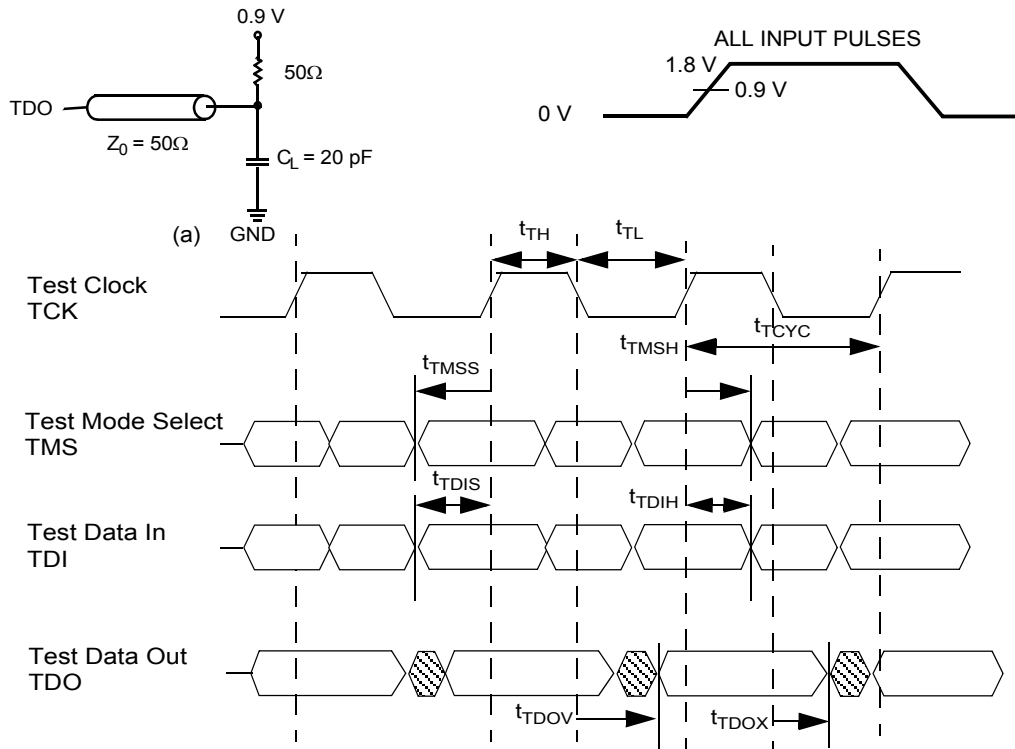 0.9 V
50Ω
TDO
Z0 = 50Ω
CL = 20 pF
(a)
GND
ALL INPUT PULSES
1.8 V
0.9 V
0 V
tTH
tTL
Test Clock
TCK
tTMSH
tTCYC
tTMSS
Test Mode Select
TMS
tTDIS
tTDIH
Test Data In
TDI
Test Data Out
TDO
tTDOV
tTDOX